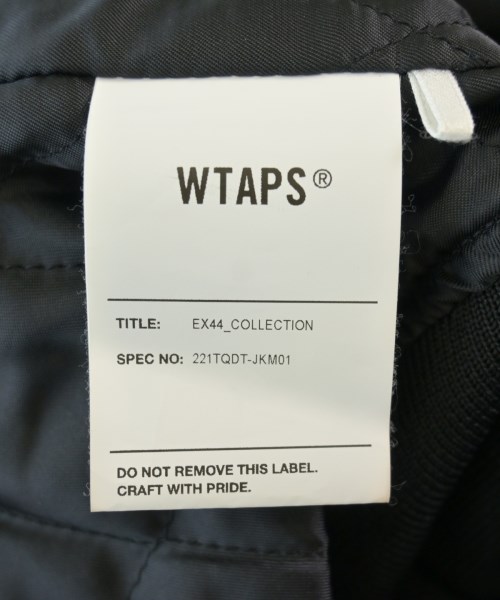 WTAPS®
TITLE: EX44_COLLECTION
SPEC NO: 221TQDT-JKM01
DO NOT REMOVE THIS LABEL.
CRAFT WITH PRIDE.